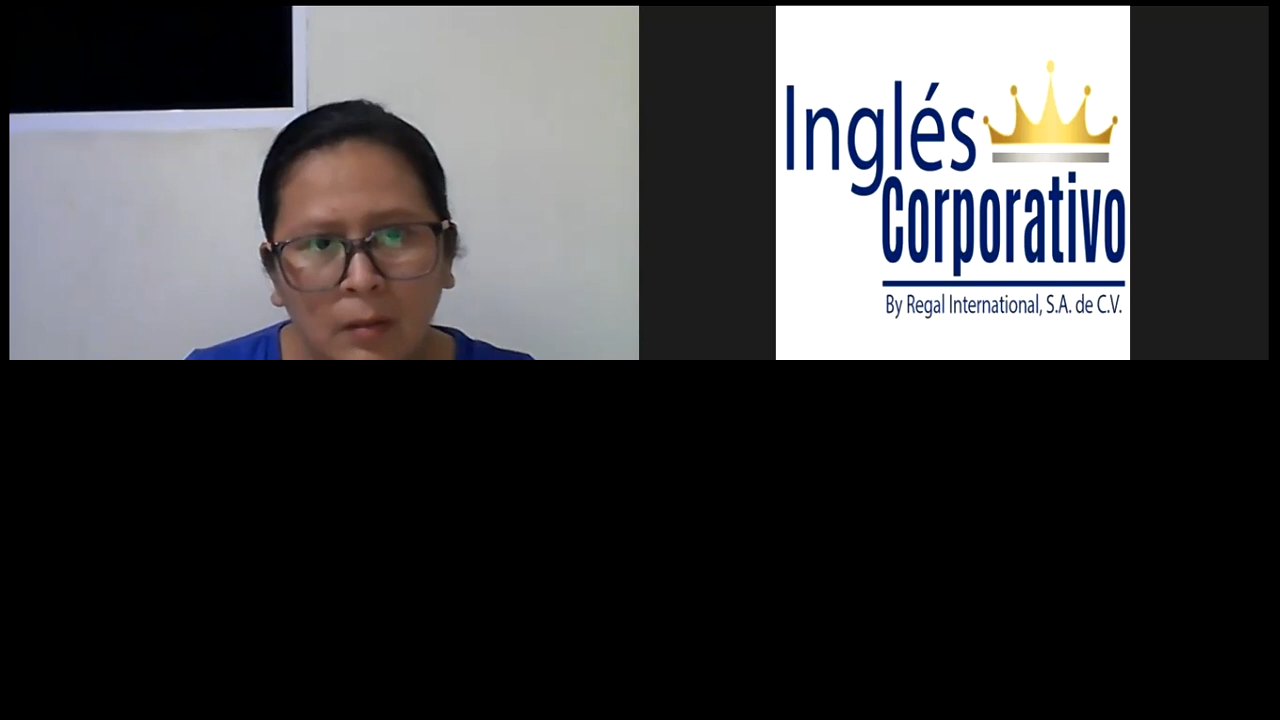 Inglés
Corporativo
By Regal International, S.A. de C.V.